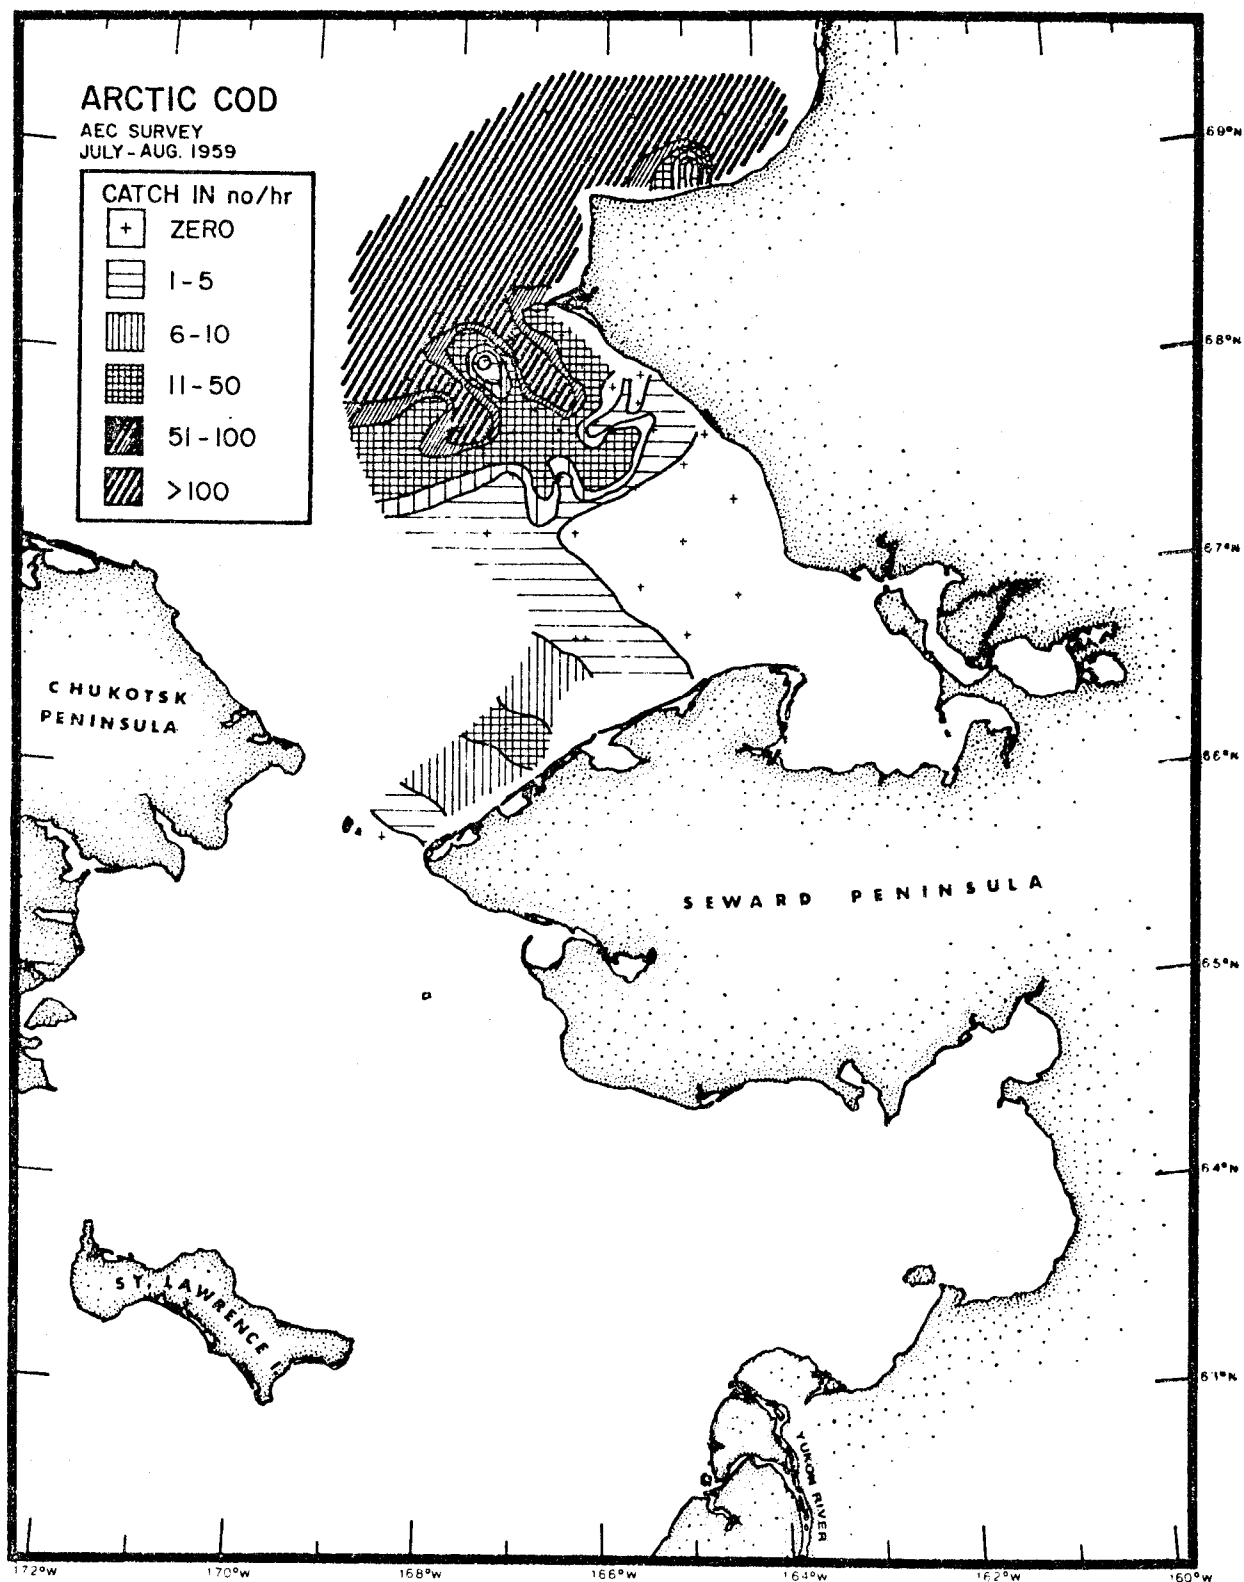 ARCTIC COD
AEC SURVEY
JULY-AUG. 1959
CATCH IN no/hr
+ ZERO
1-5
6-10
11-50
51-100
>100
69°N
68°N
67°N
CHUKOTSK
PENINSULA
66°N
SEWARD PENINSULA
65°N
64°N
ST. LAWRENCE I.
63°N
YUKON RIVER
172°W 170°W 168°W 166°W 164°W 162°W 160°W